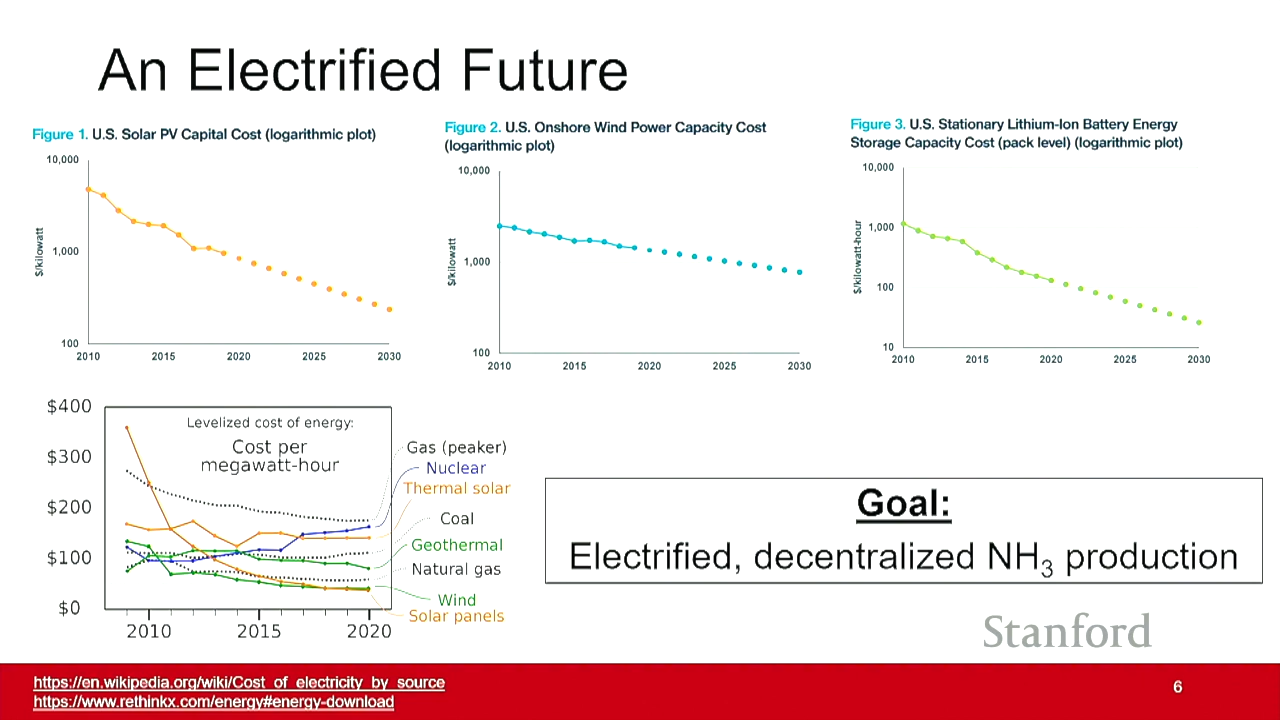 An Electrified Future
Figure 1. U.S. Solar PV Capital Cost (logarithmic plot)
10,000
1,000
100
$/kilowatt
2010 2015 2020 2025 2030
Figure 2. U.S. Onshore Wind Power Capacity Cost
(logarithmic plot)
10,000
1,000
100
$/kilowatt
2010 2015 2020 2025 2030
Figure 3. U.S. Stationary Lithium-Ion Battery Energy
Storage Capacity Cost (pack level) (logarithmic plot)
10,000
1,000
100
10
$/kilowatt-hour
2010 2015 2020 2025 2030
$400
$300
$200
$100
$0
Levelized cost of energy:
Cost per
megawatt-hour
Gas (peaker)
Nuclear
Thermal solar
Coal
Geothermal
Natural gas
Wind
Solar panels
2010 2015 2020
Goal:
Electrified, decentralized NH3 production
Stanford
https://en.wikipedia.org/wiki/Cost_of_electricity_by_source
https://www.rethinkx.com/energy#energy-download
6